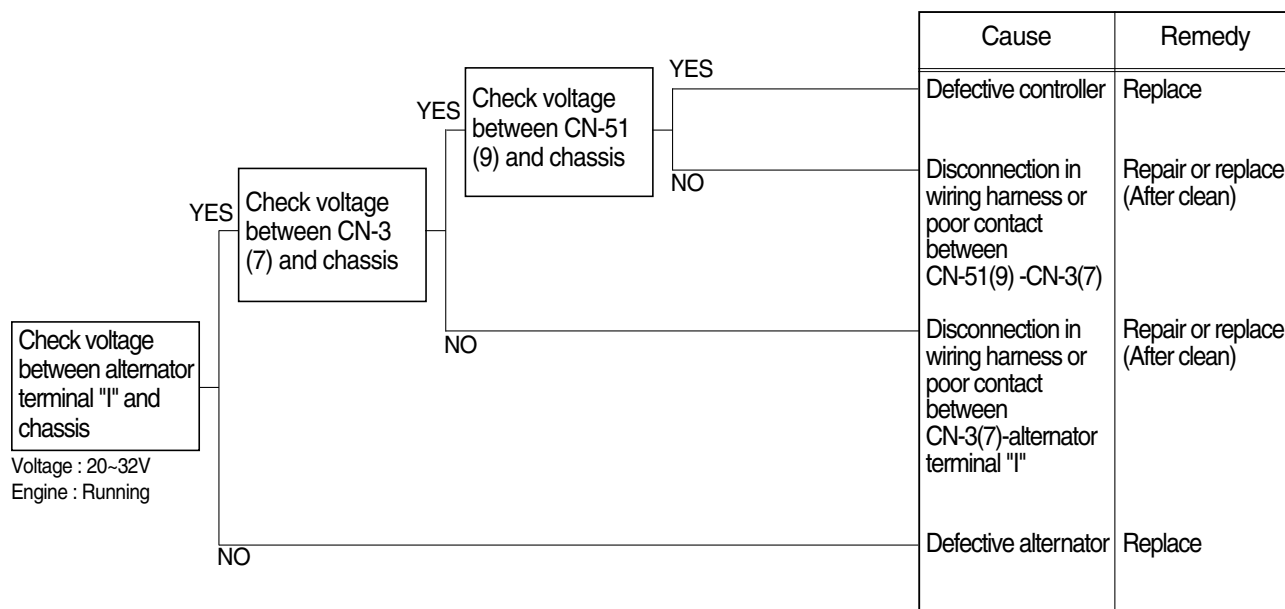 Cause Remedy
YES
Check voltage
between CN-51
(9) and chassis
YES
Defective controller Replace
NO
Disconnection in
wiring harness or
poor contact
between
CN-51(9) -CN-3(7)
Repair or replace
(After clean)
YES
Check voltage
between CN-3
(7) and chassis
NO
Disconnection in
wiring harness or
poor contact
between
CN-3(7)-alternator
terminal "I"
Repair or replace
(After clean)
Check voltage
between alternator
terminal "I" and
chassis
Voltage : 20~32V
Engine : Running
NO
Defective alternator Replace